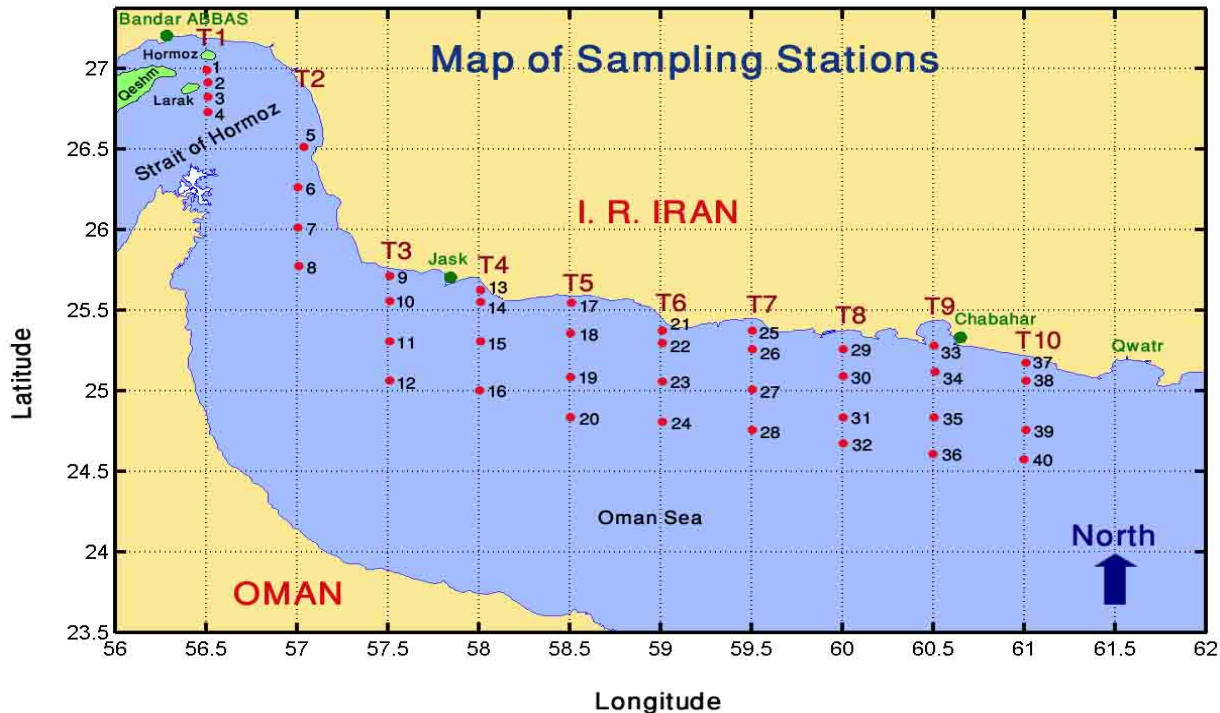 Map of Sampling Stations
Bandar ABBAS
T1
Hormoz
Qeshm
Larak
1
2
3
4
Strait of Hormoz
T2
5
6
7
8
I. R. IRAN
T3
9
10
11
12
Jask
T4
13
14
15
16
T5
17
18
19
20
T6
21
22
23
24
T7
25
26
27
28
T8
29
30
31
32
T9
33
34
35
36
Chabahar
T10
37
38
39
40
Qwatr
Oman Sea
OMAN
North
Latitude
27
26.5
26
25.5
25
24.5
24
23.5
56 56.5 57 57.5 58 58.5 59 59.5 60 60.5 61 61.5 62
Longitude